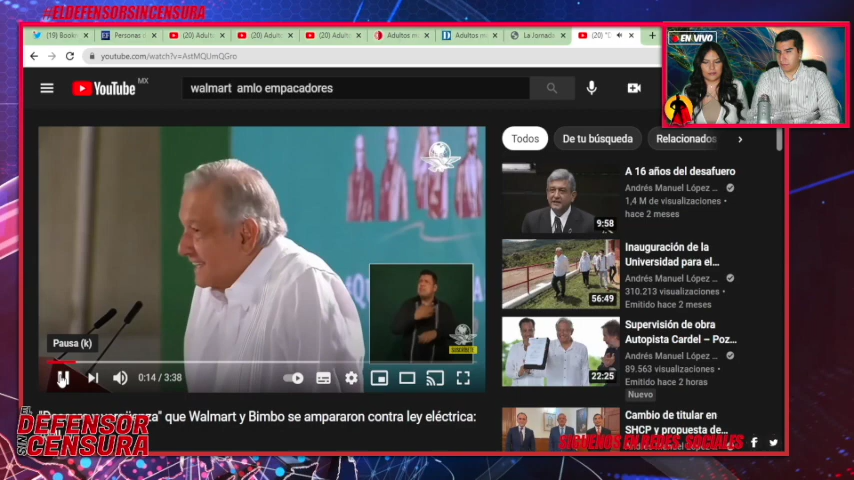 #ELDEFENSORSINCENSURA
(19) Bookm
Personas i
(20) Adult
(20) Adult
(20) Adult
Adultos m
Adultos m
La Jornada
(20) "D
youtube.com/watch?v=AstMQUmQGro
EN VIVO
YouTube MX
walmart amlo empacadores
Todos
De tu búsqueda
Relacionados
A 16 años del desafuero
Andrés Manuel López ...
1,4 M de visualizaciones •
hace 2 meses
9:58
Inauguración de la
Universidad para el...
Andrés Manuel López ...
310.213 visualizaciones •
Emitido hace 2 meses
56:49
Supervisión de obra
Autopista Cardel – Poz...
Andrés Manuel López ...
89.563 visualizaciones •
Emitido hace 2 horas
Nuevo
22:25
Cambio de titular en
SHCP y propuesta de...
SUSCRÍBETE
Pausa (k)
0:14 / 3:38
que Walmart y Bimbo se ampararon contra ley eléctrica:
EL
DEFENSOR
SIN
CENSURA
SIGUENOS EN REDES SOCIALES